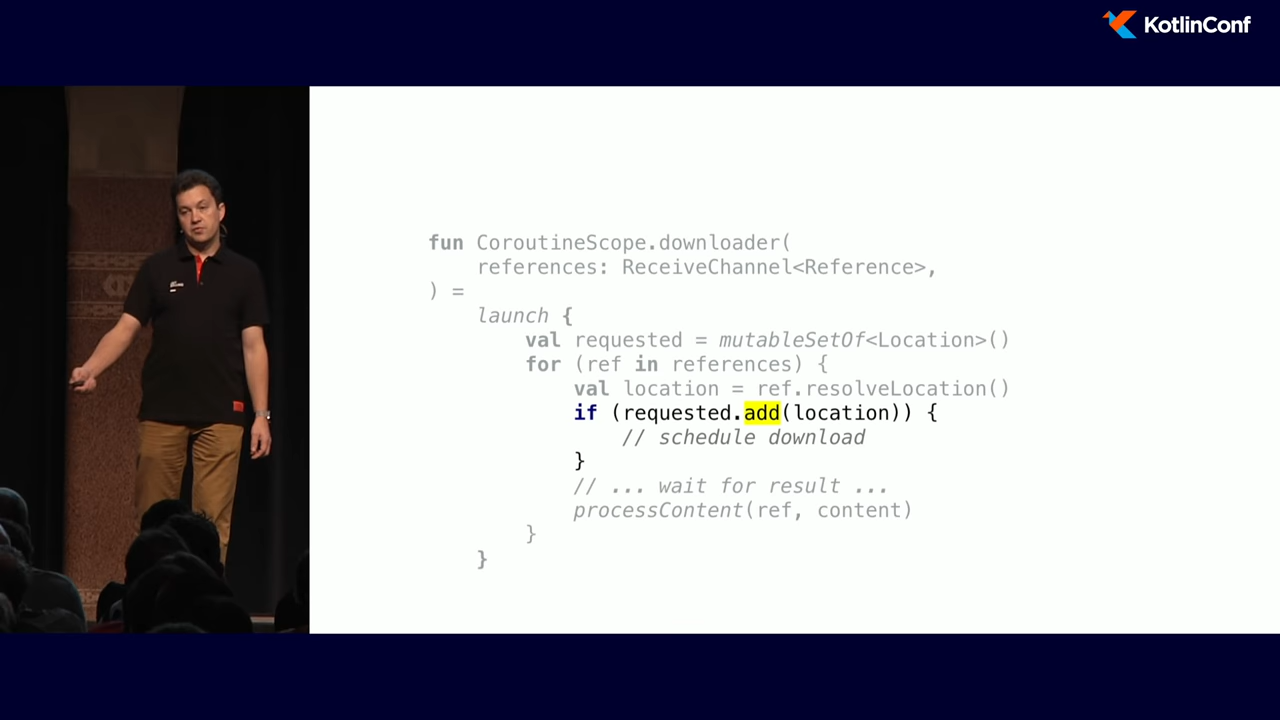 KotlinConf
fun CoroutineScope.downloader(
    references: ReceiveChannel<Reference>,
) =
    launch {
        val requested = mutableSetOf<Location>()
        for (ref in references) {
            val location = ref.resolveLocation()
            if (requested.add(location)) {
                // schedule download
            }
            // ... wait for result ...
            processContent(ref, content)
        }
    }